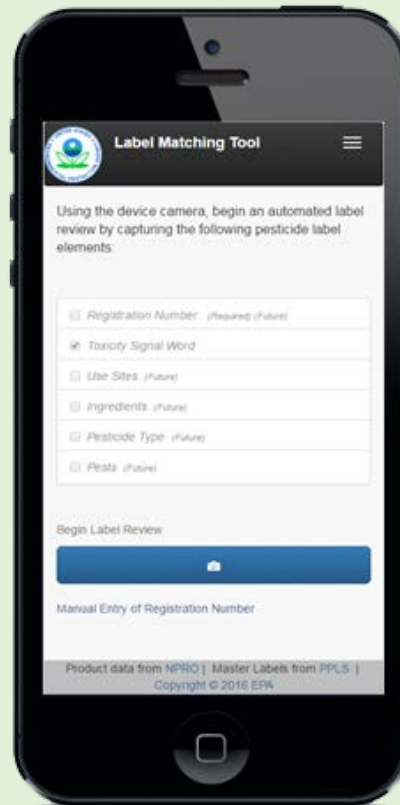 Label Matching Tool
Using the device camera, begin an automated label
review by capturing the following pesticide label
elements:
Registration Number (Required) (Future)
Toxicity Signal Word
Use Sites (Future)
Ingredients (Future)
Pesticide Type (Future)
Pests (Future)
Begin Label Review
Manual Entry of Registration Number
Product data from NPRO | Master Labels from PPLS |
Copyright © 2016 EPA